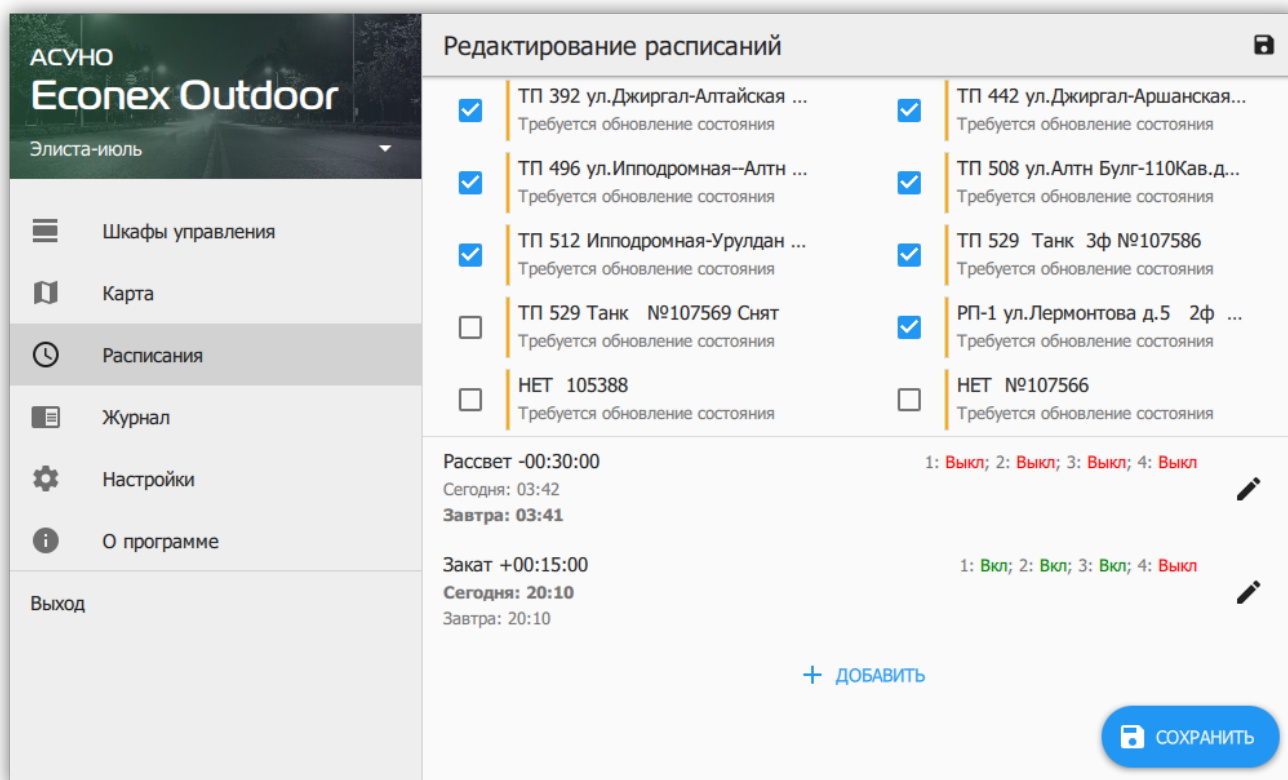 АСУНО
Econex Outdoor
Элиста-июль
Шкафы управления
Карта
Расписания
Журнал
Настройки
О программе
Выход
Редактирование расписаний
ТП 392 ул.Джиргал-Алтайская ...
Требуется обновление состояния
ТП 442 ул.Джиргал-Аршанская...
Требуется обновление состояния
ТП 496 ул.Ипподромная--Алтн ...
Требуется обновление состояния
ТП 508 ул.Алтн Булг-110Кав.д...
Требуется обновление состояния
ТП 512 Ипподромная-Урулдан ...
Требуется обновление состояния
ТП 529 Танк 3ф №107586
Требуется обновление состояния
ТП 529 Танк №107569 Снят
Требуется обновление состояния
РП-1 ул.Лермонтова д.5 2ф ...
Требуется обновление состояния
НЕТ 105388
Требуется обновление состояния
НЕТ №107566
Требуется обновление состояния
Рассвет -00:30:00
1: Выкл; 2: Выкл; 3: Выкл; 4: Выкл
Сегодня: 03:42
Завтра: 03:41
Закат +00:15:00
1: Вкл; 2: Вкл; 3: Вкл; 4: Выкл
Сегодня: 20:10
Завтра: 20:10
+ ДОБАВИТЬ
СОХРАНИТЬ